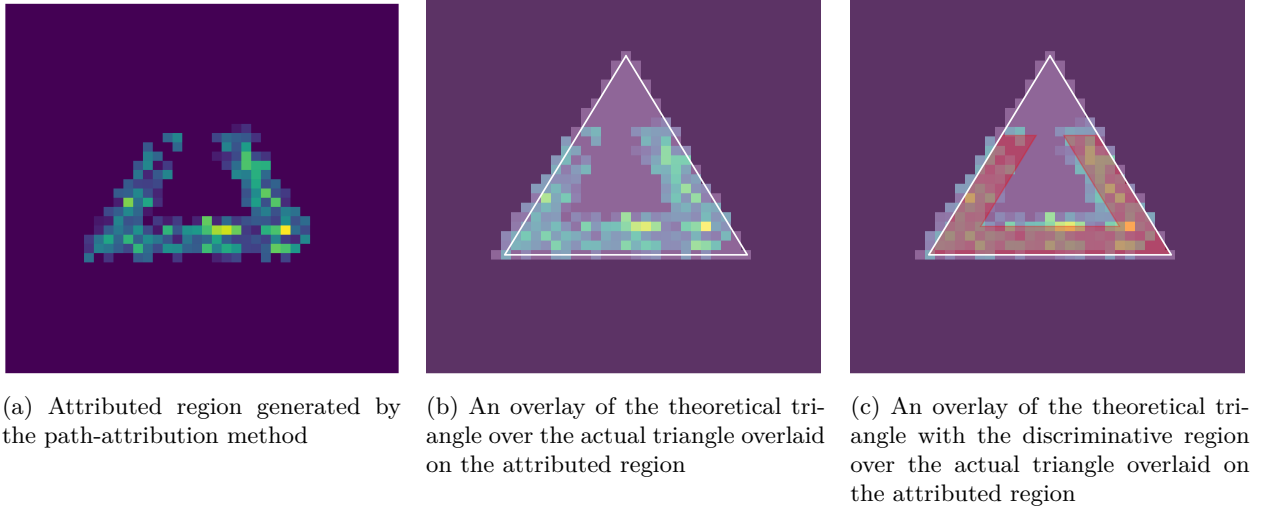 (a) Attributed region generated by
the path-attribution method
(b) An overlay of the theoretical tri-
angle over the actual triangle overlaid
on the attributed region
(c) An overlay of the theoretical tri-
angle with the discriminative region
over the actual triangle overlaid on
the attributed region